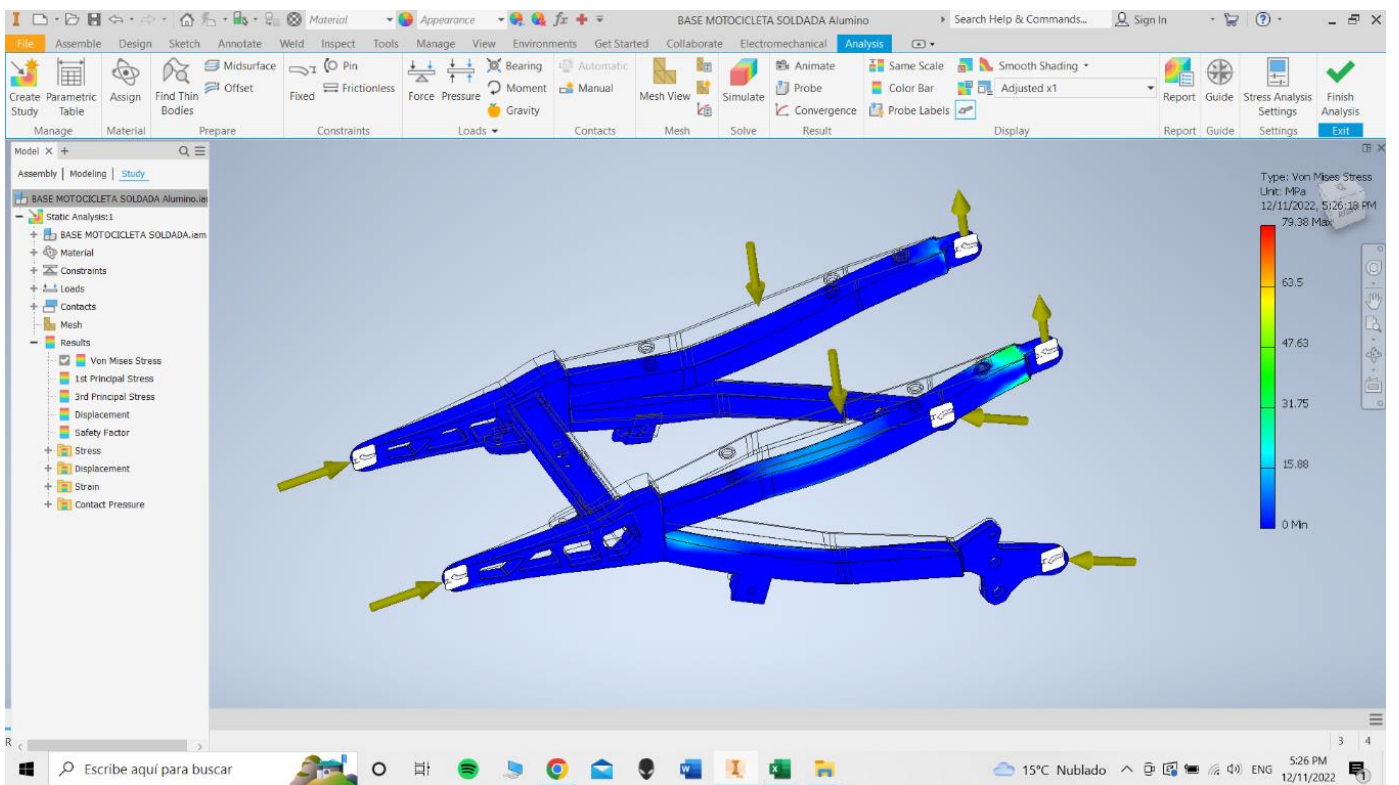 Material
Appearance
fx
BASE MOTOCICLETA SOLDADA Alumino
Search Help & Commands...
Sign In
File Assemble Design Sketch Annotate Weld Inspect Tools Manage View Environments Get Started Collaborate Electromechanical Analysis
Create Study
Parametric Table
Assign
Find Thin Bodies
Midsurface
Offset
Fixed
Pin
Frictionless
Force
Pressure
Bearing
Moment
Gravity
Automatic
Manual
Mesh View
Simulate
Animate
Probe
Convergence
Same Scale
Color Bar
Probe Labels
Smooth Shading
Adjusted x1
Report
Guide
Stress Analysis Settings
Finish Analysis
Manage Material Prepare Constraints Loads Contacts Mesh Solve Result Display Report Guide Settings Exit
Model × +
Assembly | Modeling | Study
BASE MOTOCICLETA SOLDADA Alumino.ia
Static Analysis:1
BASE MOTOCICLETA SOLDADA.iam
Material
Constraints
Loads
Contacts
Mesh
Results
Von Mises Stress
1st Principal Stress
3rd Principal Stress
Displacement
Safety Factor
Stress
Displacement
Strain
Contact Pressure
Type: Von Mises Stress
Unit: MPa
12/11/2022, 5:26:18 PM
79.38 Max
63.5
47.63
31.75
15.88
0 Min
R
3 4
Escribe aquí para buscar
15°C Nublado
ENG
5:26 PM
12/11/2022
1